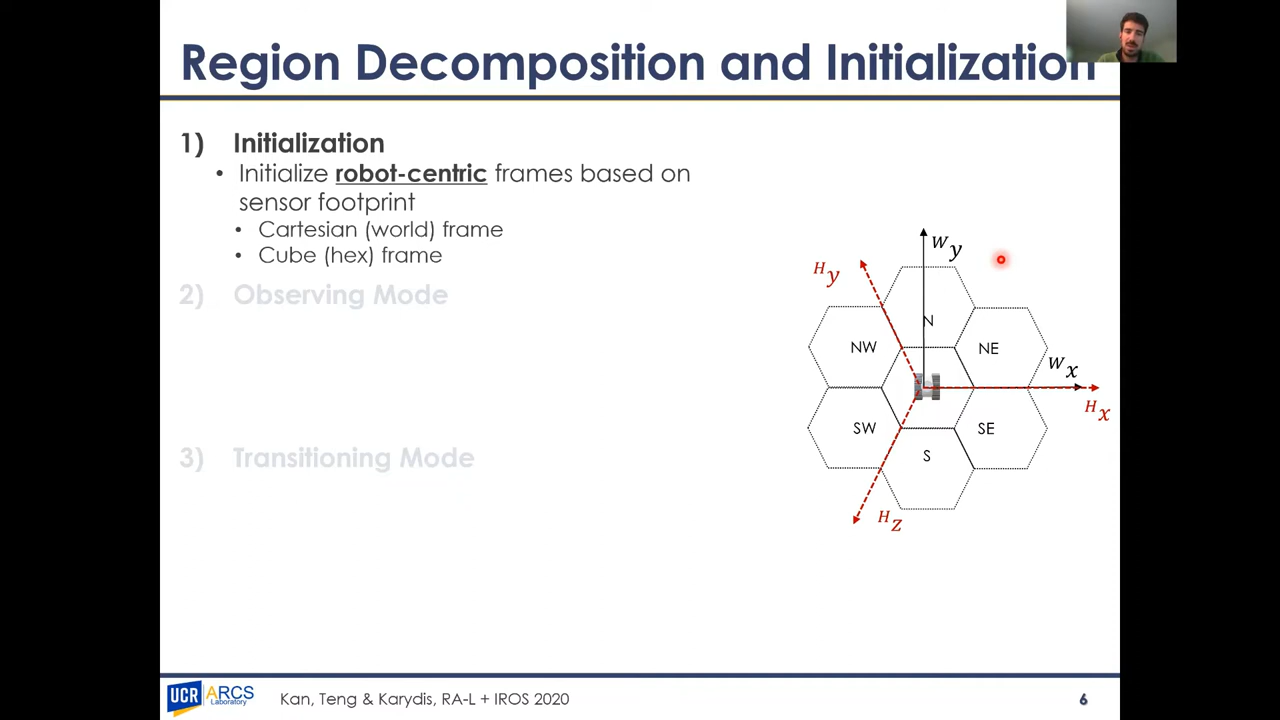 Region Decomposition and Initialization
1) Initialization
• Initialize robot-centric frames based on
sensor footprint
• Cartesian (world) frame
• Cube (hex) frame
2) Observing Mode
3) Transitioning Mode
W y
H y
N
NW
NE
W x
H x
SW
SE
S
H z
UCR ARCS
Laboratory
Kan, Teng & Karydis, RA-L + IROS 2020
6